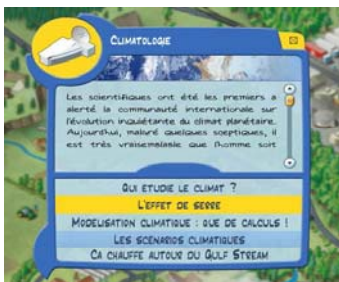 CLIMATOLOGIE
Les scientifiques ont été les premiers a
alerté la communauté internationale sur
l'évolution inquiétante du climat planétaire.
Aujourd'hui, malgré quelques sceptiques, il
est très vraisemblable que l'homme soit
QUI ETUDIE LE CLIMAT ?
L'EFFET DE SERRE
MODELISATION CLIMATIQUE : QUE DE CALCULS !
LES SCENARIOS CLIMATIQUES
CA CHAUFFE AUTOUR DU GULF STREAM